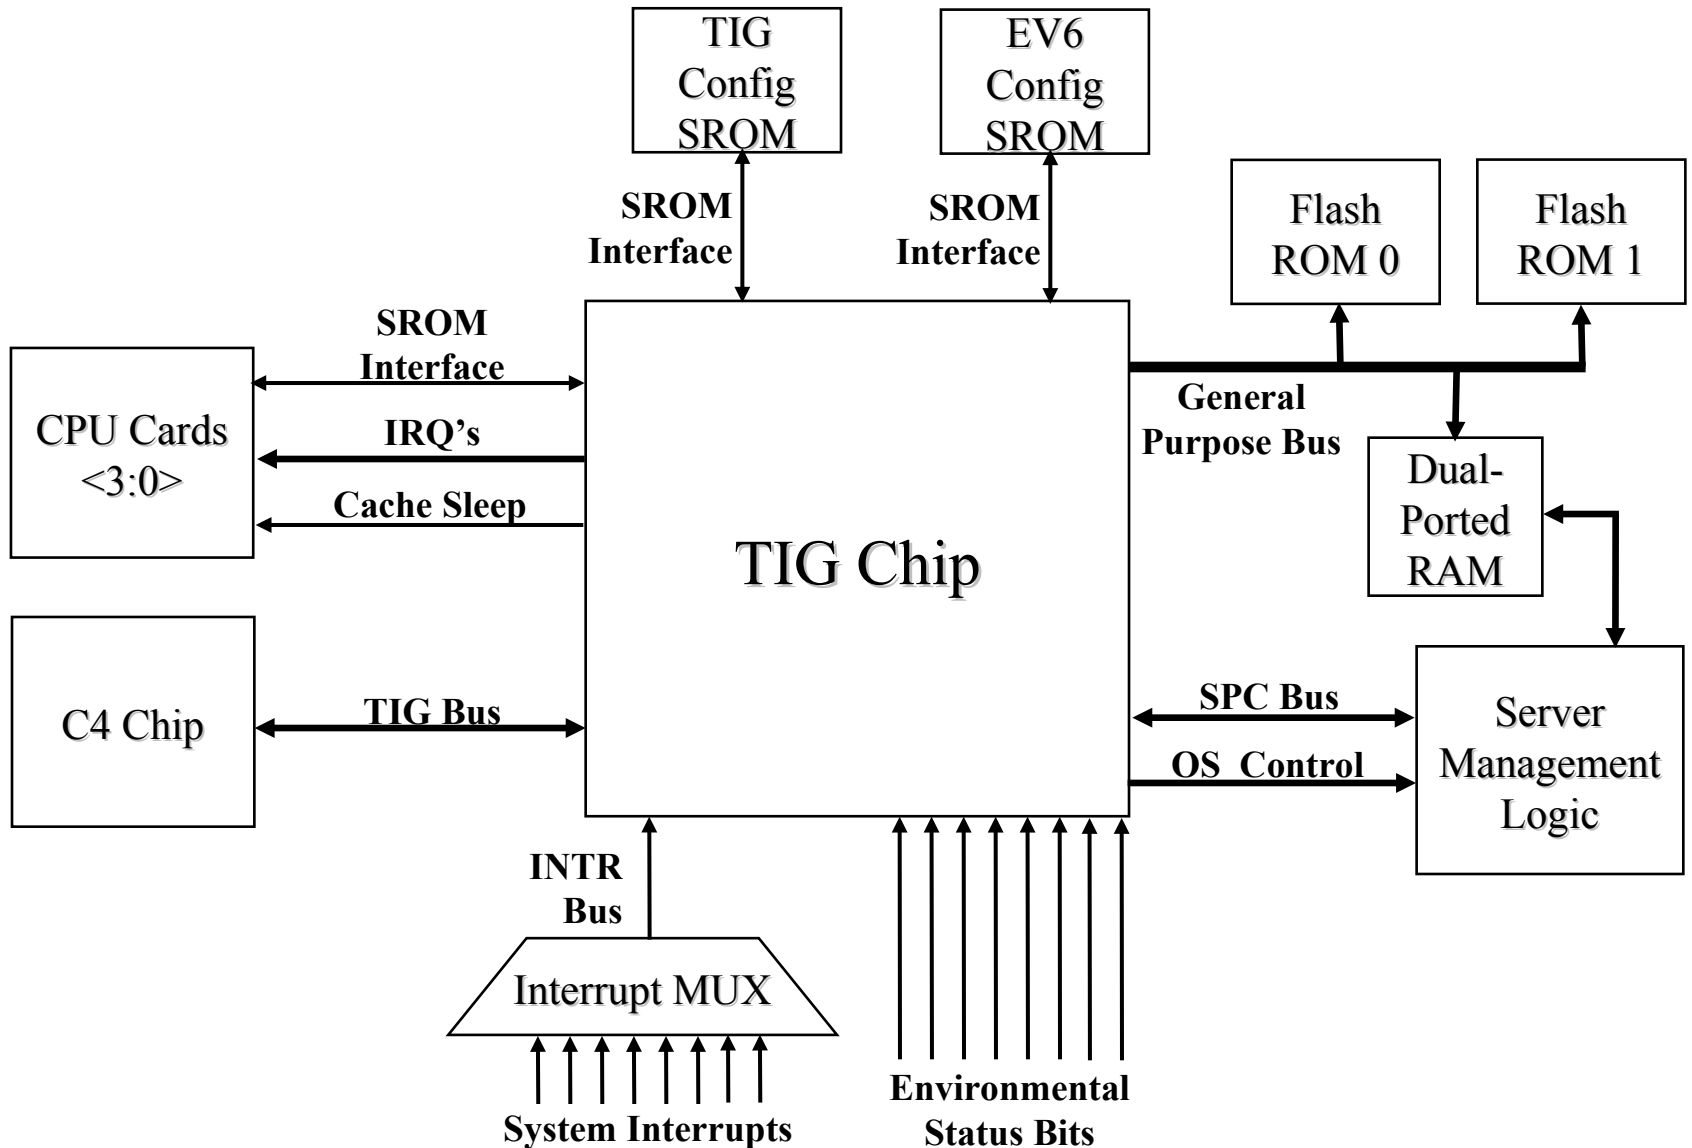 TIG
Config
SROM
EV6
Config
SROM
SROM
Interface
SROM
Interface
Flash
ROM 0
Flash
ROM 1
SROM
Interface
CPU Cards
<3:0>
IRQ’s
Cache Sleep
General
Purpose Bus
Dual-
Ported
RAM
TIG Chip
C4 Chip
TIG Bus
SPC Bus
OS  Control
Server
Management
Logic
INTR
Bus
Interrupt MUX
System Interrupts
Environmental
Status Bits